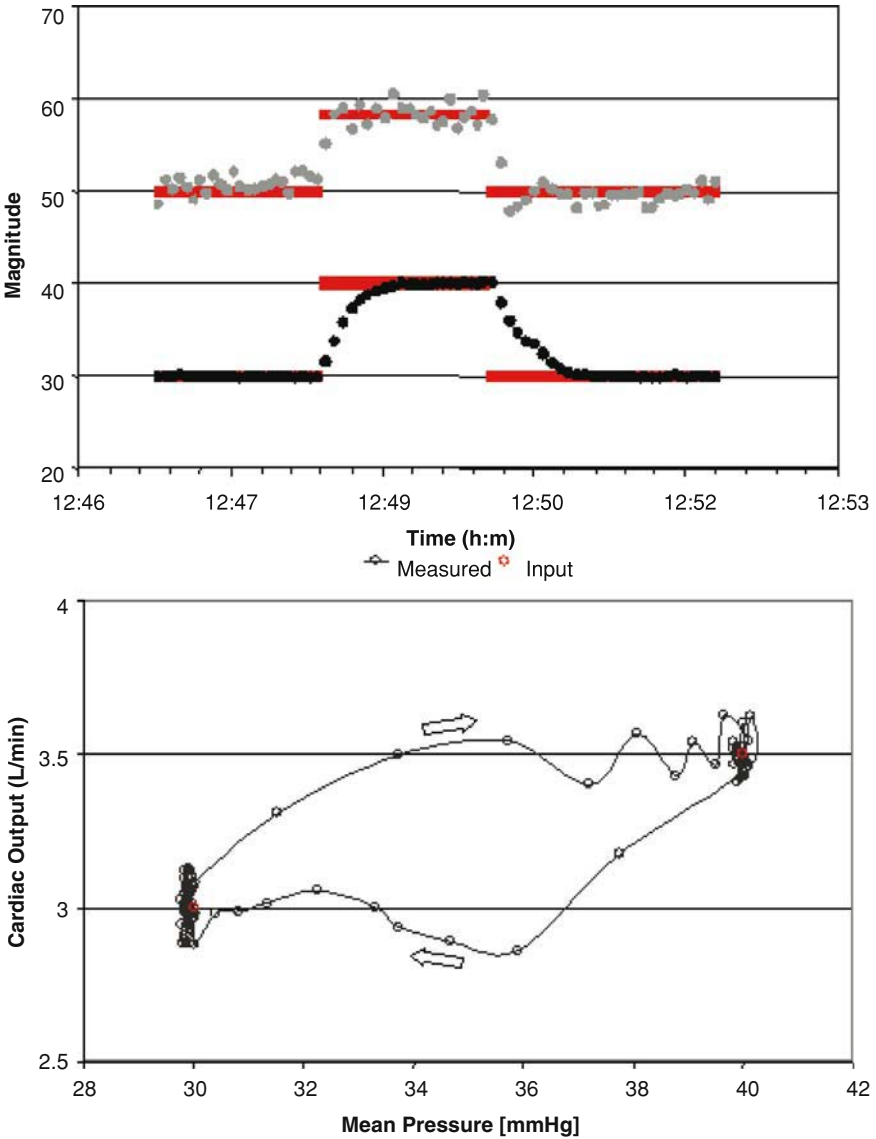 70
60
50
40
30
20
Magnitude
12:46 12:47 12:49 12:50 12:52 12:53
Time (h:m)
Measured Input
4
3.5
3
2.5
Cardiac Output (L/min)
28 30 32 34 36 38 40 42
Mean Pressure [mmHg]